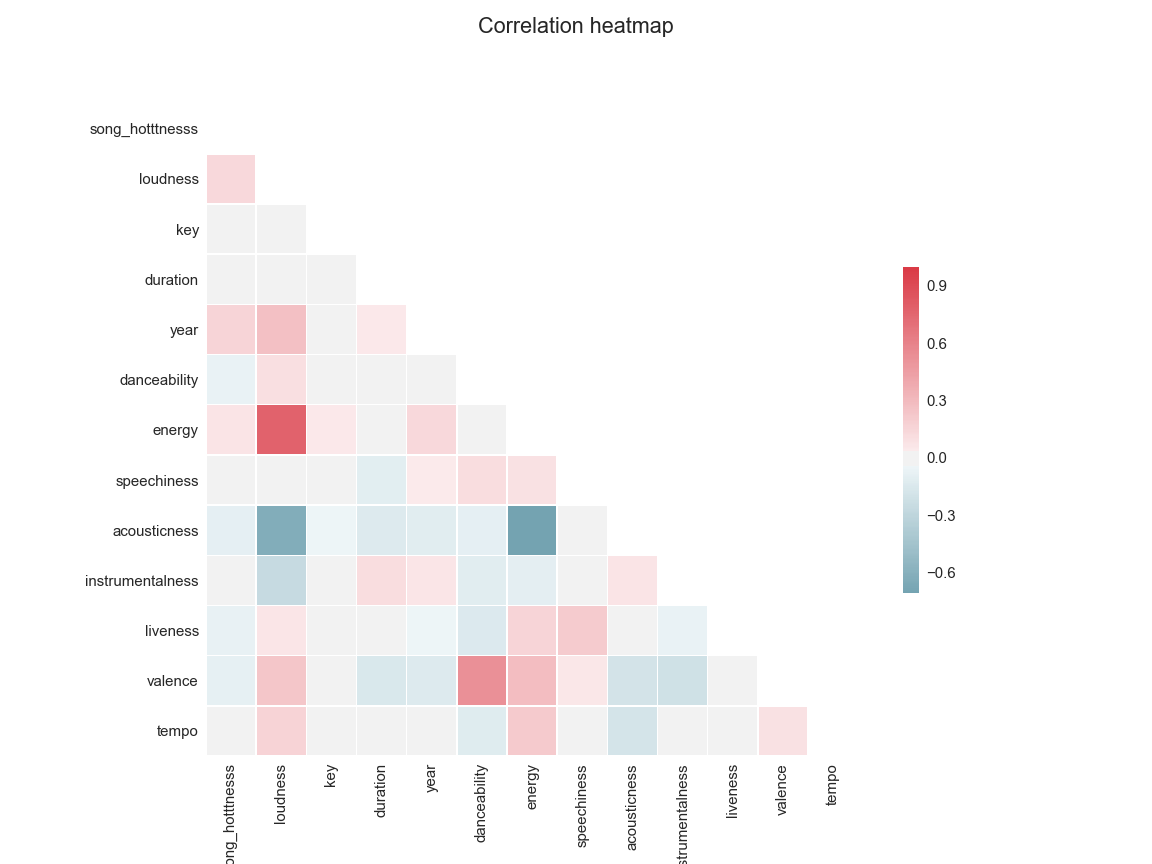 Correlation heatmap
song_hotttnesss
loudness
key
duration
year
danceability
energy
speechiness
acousticness
instrumentalness
liveness
valence
tempo
0.9
0.6
0.3
0.0
−0.3
−0.6
ong_hotttnesss
loudness
key
duration
year
danceability
energy
speechiness
acousticness
strumentalness
liveness
valence
tempo